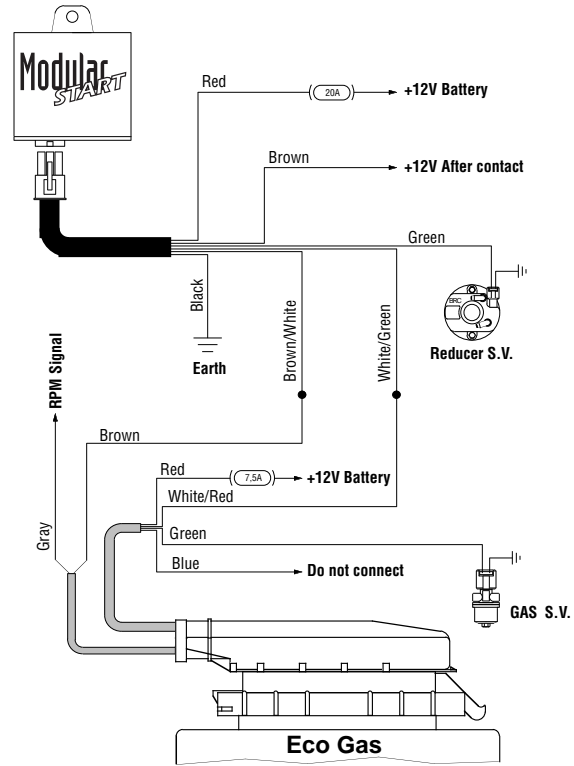 Modular
START
Red
20A
+12V Battery
Brown
+12V After contact
Green
Black
Earth
Brown/White
White/Green
BRC
Reducer S.V.
RPM Signal
Brown
Red
7,5A
+12V Battery
White/Red
Gray
Green
Blue
Do not connect
GAS S.V.
Eco Gas